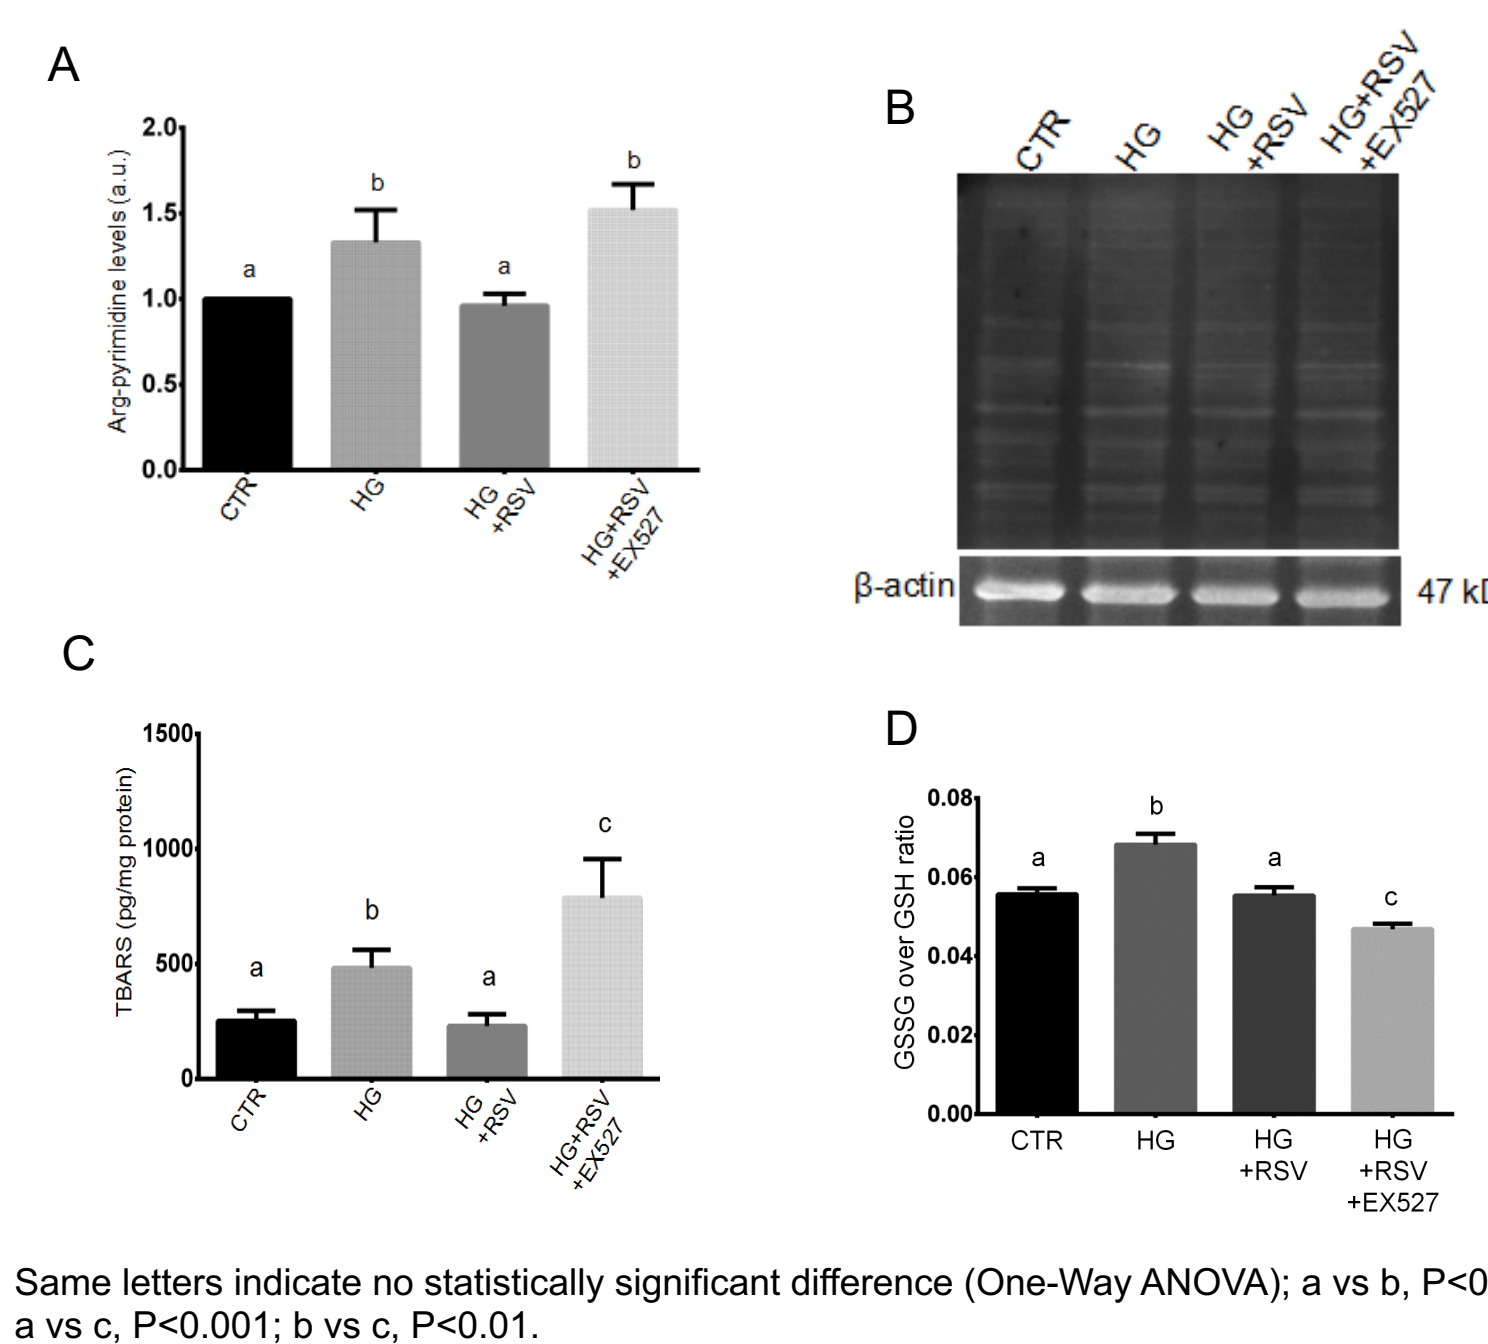 A
2.0
1.5
1.0
0.5
0.0
Arg-pyrimidine levels (a.u.)
a
b
a
b
CTR
HG
HG
+RSV
HG+RSV
+EX527
B
CTR
HG
HG
+RSV
HG+RSV
+EX527
β-actin
47 kD
C
1500
1000
500
0
TBARS (pg/mg protein)
a
b
a
c
CTR
HG
HG
+RSV
HG+RSV
+EX527
D
0.08
0.06
0.04
0.02
0.00
GSSG over GSH ratio
a
b
a
c
CTR
HG
HG
+RSV
HG
+RSV
+EX527
Same letters indicate no statistically significant difference (One-Way ANOVA); a vs b, P<0
a vs c, P<0.001; b vs c, P<0.01.